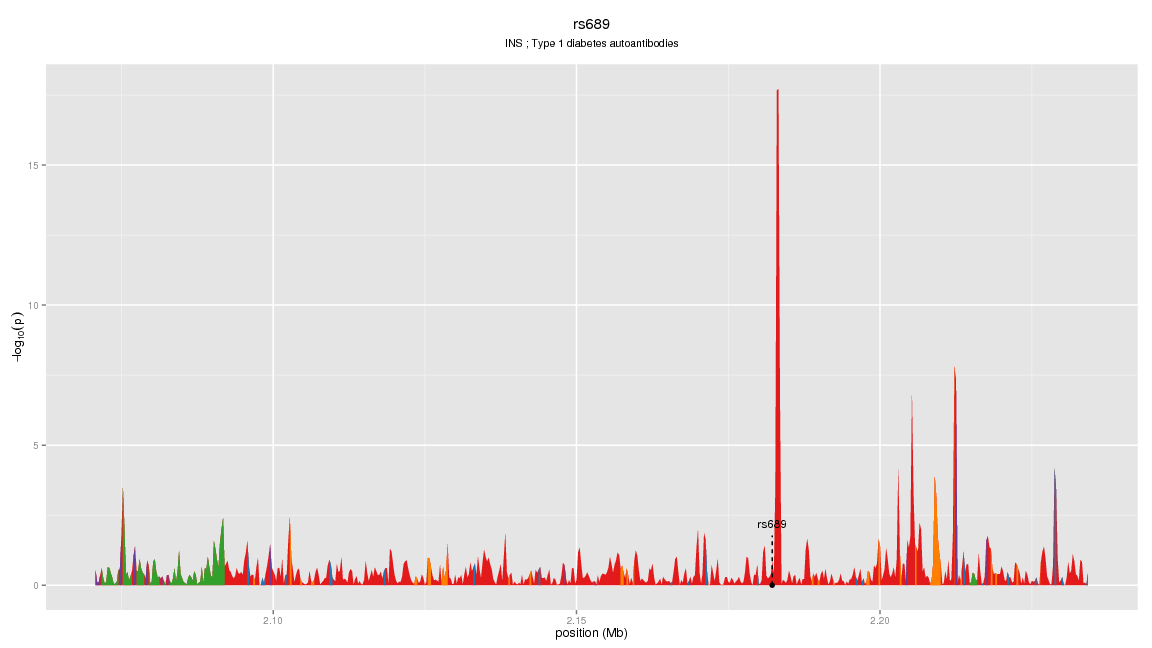 rs689
INS ; Type 1 diabetes autoantibodies
−log10(p)
15
10
5
0
rs689
2.10
2.15
2.20
position (Mb)